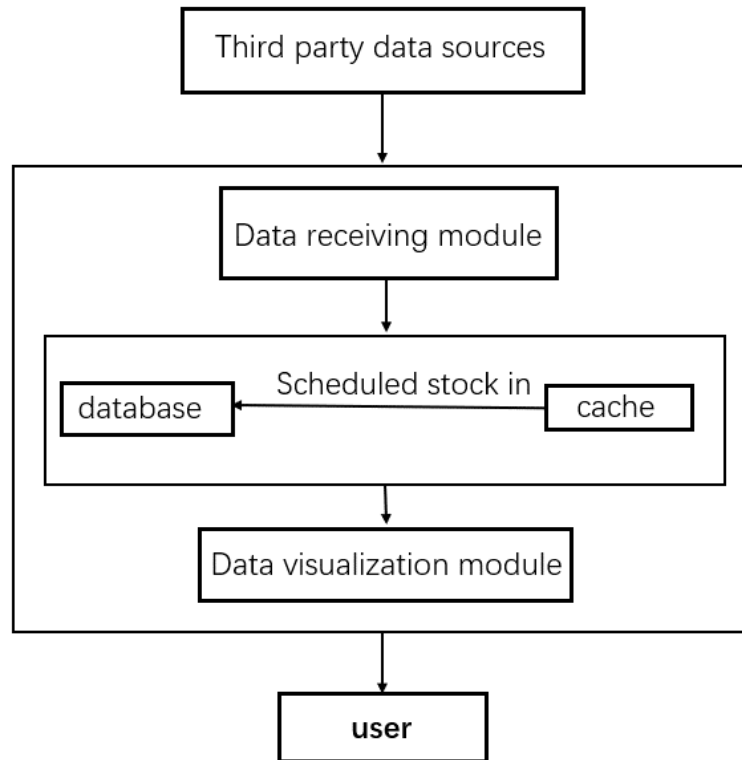 Third party data sources
Data receiving module
Scheduled stock in
database
cache
Data visualization module
user